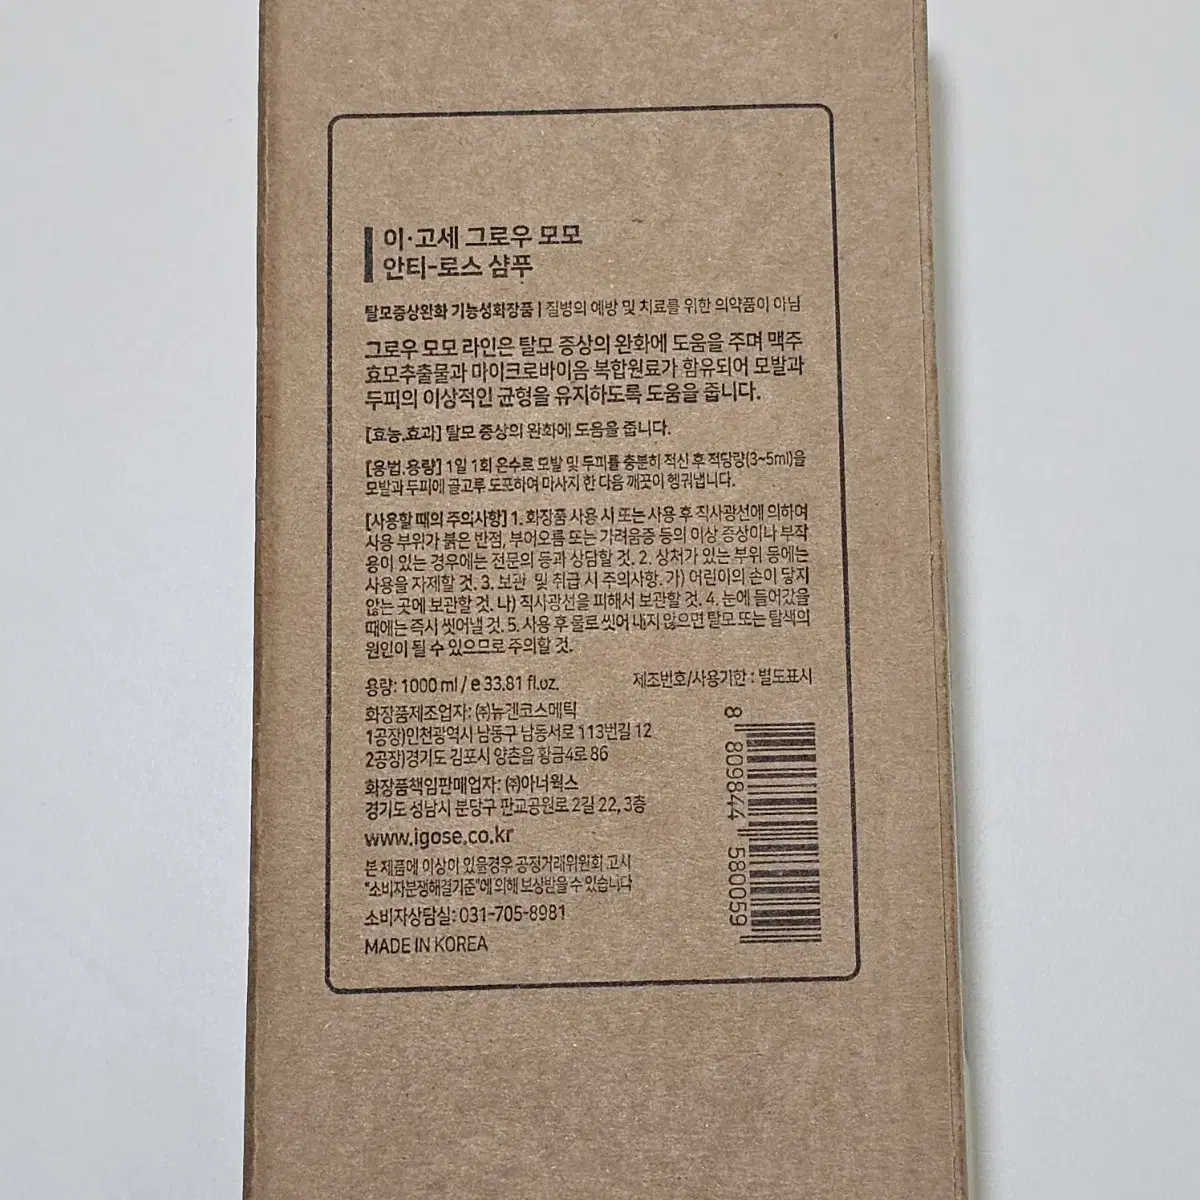 이·고세 그로우 모모
안티-로스 샴푸
탈모증상완화 기능성화장품 | 질병의 예방 및 치료를 위한 의약품이 아님
그로우 모모 라인은 탈모 증상의 완화에 도움을 주며 맥주
효모추출물과 마이크로바이옴 복합원료가 함유되어 모발과
두피의 이상적인 균형을 유지하도록 도움을 줍니다.
[효능.효과] 탈모 증상의 완화에 도움을 줍니다.
[용법.용량] 1일 1회 온수로 모발 및 두피를 충분히 적신 후 적당량(3~5ml)을
모발과 두피에 골고루 도포하여 마사지 한 다음 깨끗이 헹궈냅니다.
[사용할 때의 주의사항] 1. 화장품 사용 시 또는 사용 후 직사광선에 의하여
사용 부위가 붉은 반점, 부어오름 또는 가려움증 등의 이상 증상이나 부작
용이 있는 경우에는 전문의 등과 상담할 것. 2. 상처가 있는 부위 등에는
사용을 자제할 것. 3. 보관 및 취급 시 주의사항. 가) 어린이의 손이 닿지
않는 곳에 보관할 것. 나) 직사광선을 피해서 보관할 것. 4. 눈에 들어갔을
때에는 즉시 씻어낼 것. 5. 사용 후 물로 씻어 내지 않으면 탈모 또는 탈색의
원인이 될 수 있으므로 주의할 것.
용량: 1000 ml / e 33.81 fl.oz. 제조번호/사용기한 : 별도표시
화장품제조업자: ㈜뉴겐코스메틱
1공장)인천광역시 남동구 남동서로 113번길 12
2공장)경기도 김포시 양촌읍 황금4로 86
화장품책임판매업자: ㈜아너웍스
경기도 성남시 분당구 판교공원로 2길 22, 3층
www.igose.co.kr
본 제품에 이상이 있을경우 공정거래위원회 고시
"소비자분쟁해결기준"에 의해 보상받을 수 있습니다
소비자상담실: 031-705-8981
MADE IN KOREA
8 809844 580059